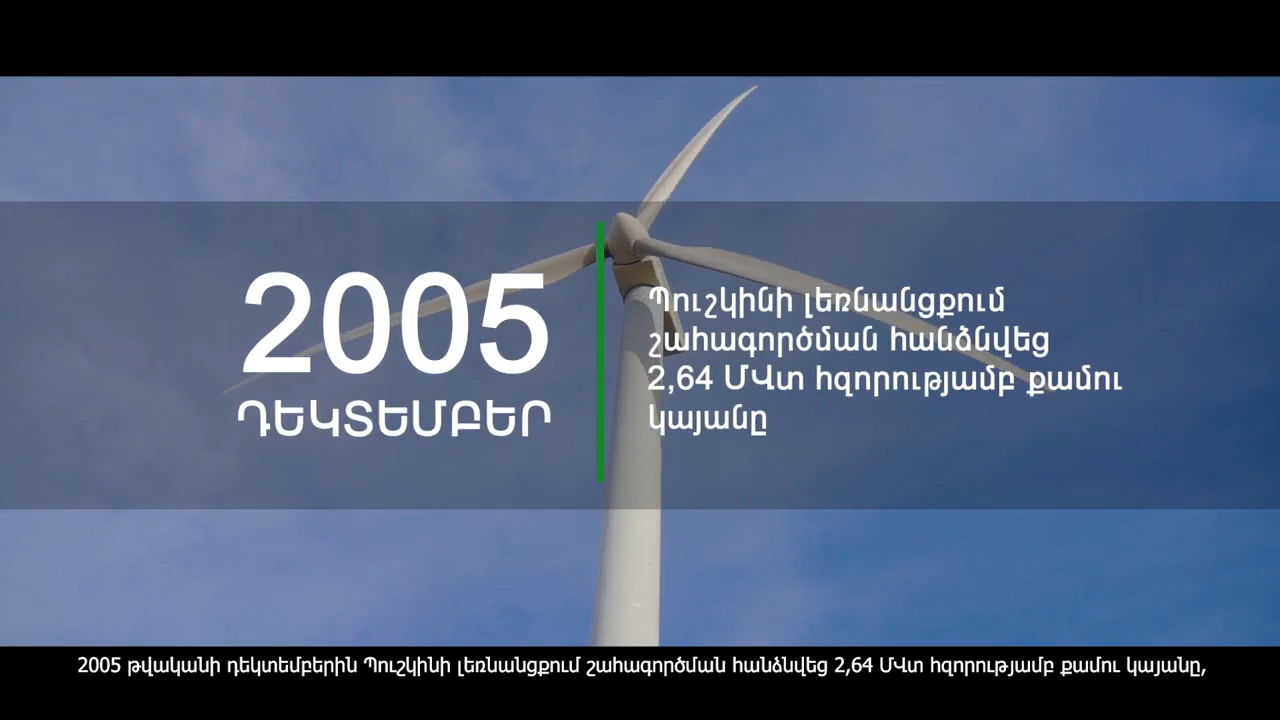 2005
ԴԵԿՏԵՄԲԵՐ
Պուշկինի լեռնանցքում
շահագործման հանձնվեց
2,64 ՄՎտ հզորությամբ քամու
կայանը
2005 թվականի դեկտեմբերին Պուշկինի լեռնանցքում շահագործման հանձնվեց 2,64 ՄՎտ հզորությամբ քամու կայանը,